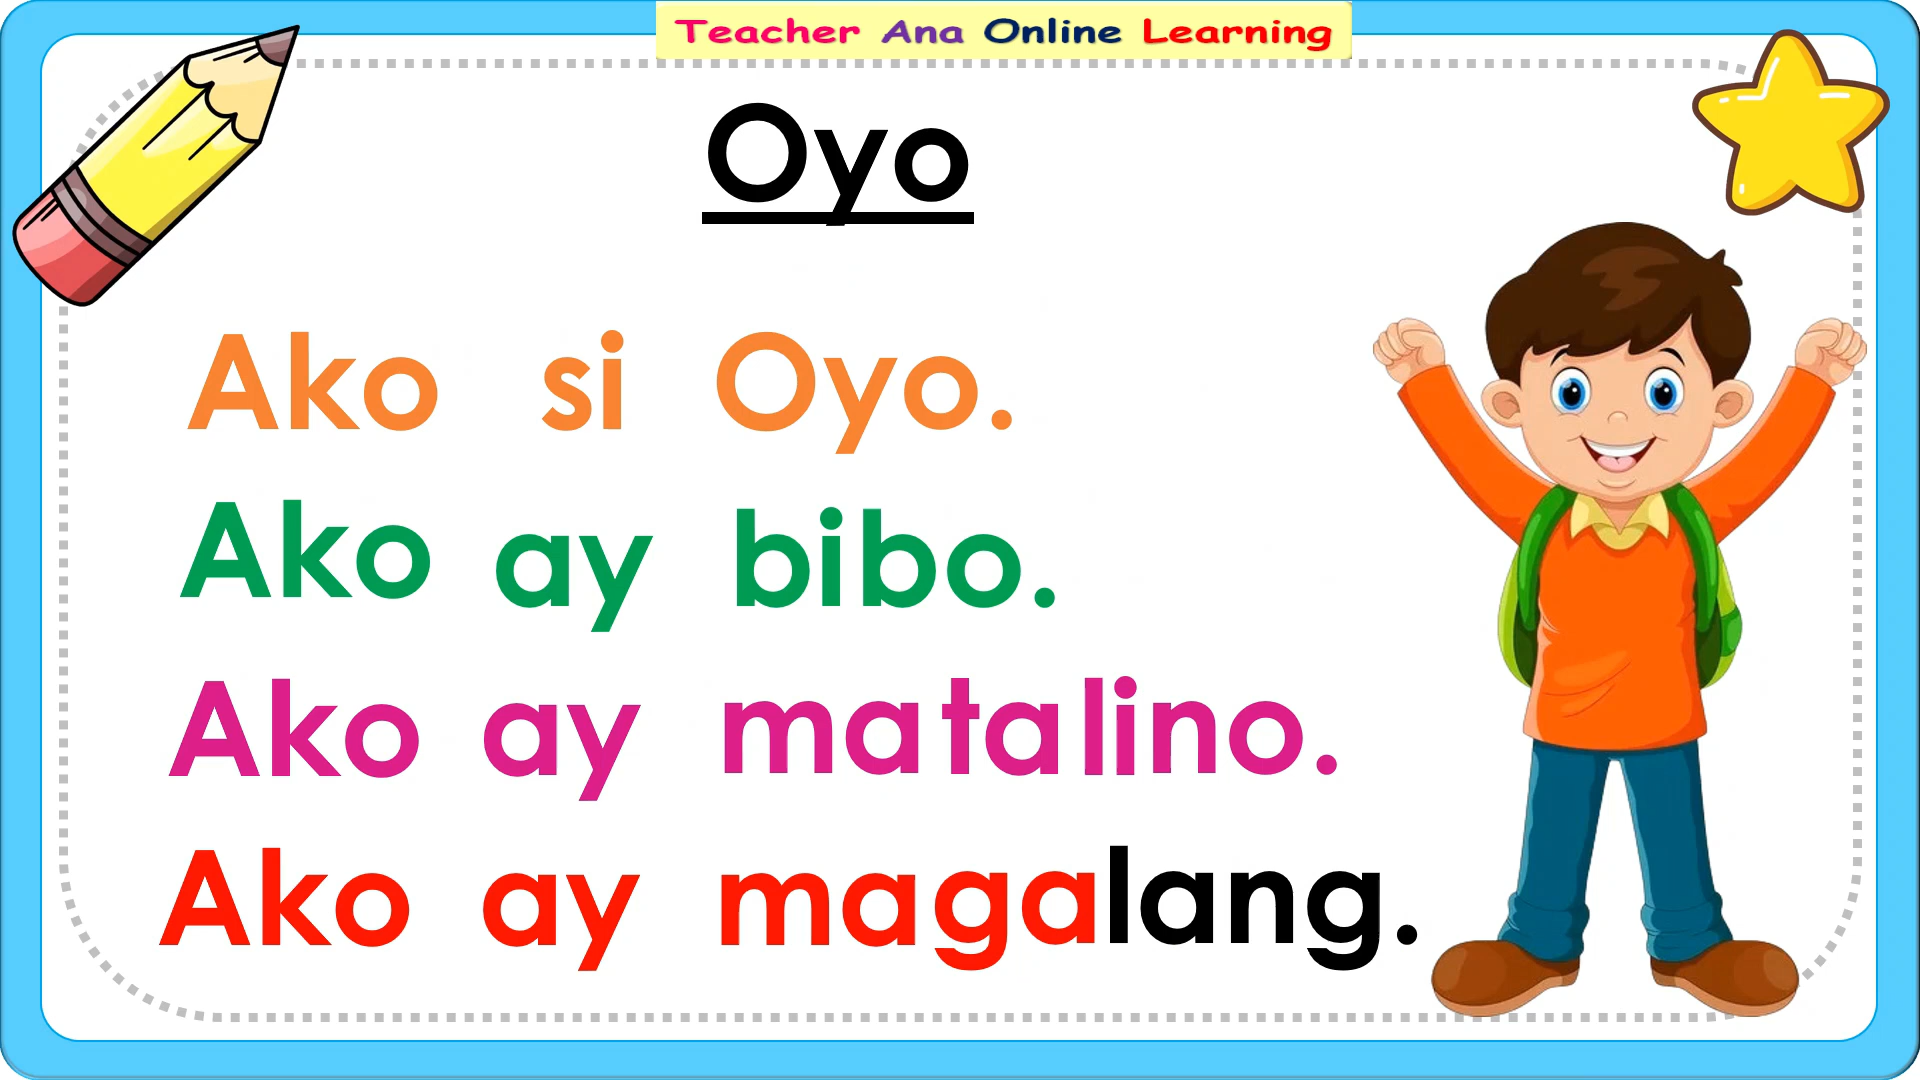 Teacher Ana Online Learning
Oyo
Ako si Oyo.
Ako ay bibo.
Ako ay matalino.
Ako ay magalang.